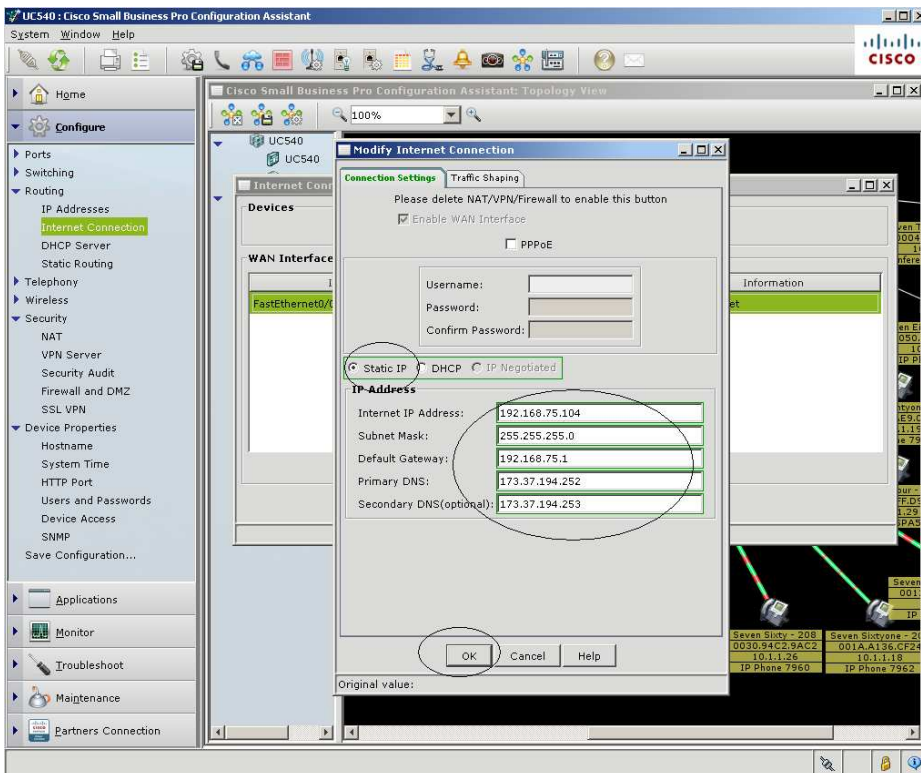 UC540 : Cisco Small Business Pro Configuration Assistant
System Window Help
CISCO
Home
Configure
Ports
Switching
Routing
IP Addresses
Internet Connection
DHCP Server
Static Routing
Telephony
Wireless
Security
NAT
VPN Server
Security Audit
Firewall and DMZ
SSL VPN
Device Properties
Hostname
System Time
HTTP Port
Users and Passwords
Device Access
SNMP
Save Configuration...
Applications
Monitor
Troubleshoot
Maintenance
Partners Connection
Cisco Small Business Pro Configuration Assistant: Topology View
100%
UC540
UC540
Internet Conn
Devices
WAN Interface
FastEthernet0/0
Information
et
Modify Internet Connection
Connection Settings Traffic Shaping
Please delete NAT/VPN/Firewall to enable this button
Enable WAN Interface
PPPoE
Username:
Password:
Confirm Password:
Static IP DHCP IP Negotiated
IP Address
Internet IP Address: 192.168.75.104
Subnet Mask: 255.255.255.0
Default Gateway: 192.168.75.1
Primary DNS: 173.37.194.252
Secondary DNS(optional): 173.37.194.253
OK Cancel Help
Original value:
Seven Sixty - 208
0030.94C2.9AC2
10.1.1.26
IP Phone 7960
Seven Sixtyone - 20
001A.A136.CF24
10.1.1.18
IP Phone 7962
Seven
001
IP